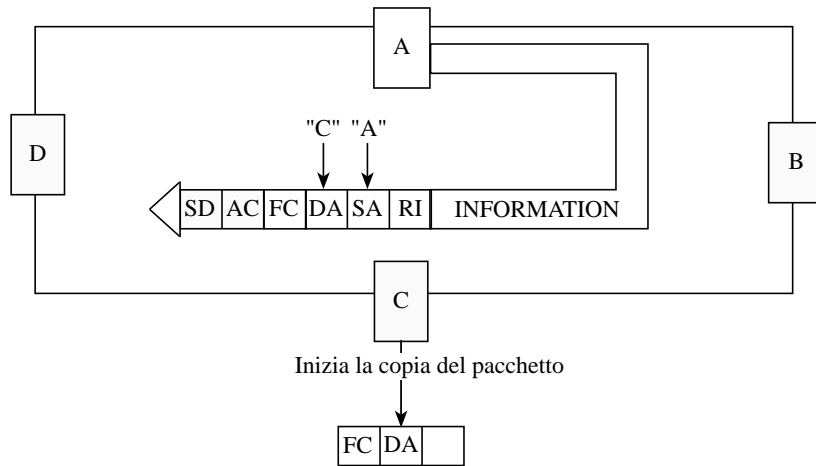 A
D
B
"C" "A"
SD AC FC DA SA RI INFORMATION
C
Inizia la copia del pacchetto
FC DA